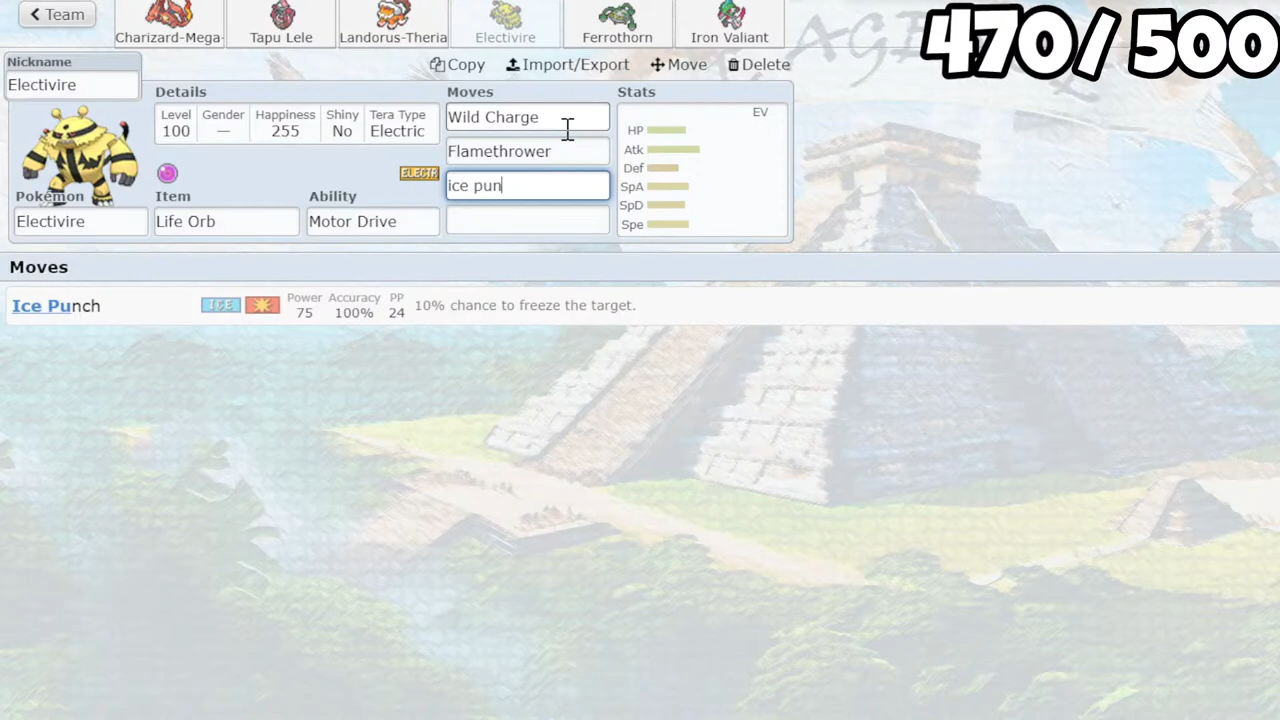 Team
Charizard-Mega-
Tapu Lele
Landorus-Theria
Electivire
Ferrothorn
Iron Valiant
470/ 500
Nickname
Electivire
Copy
Import/Export
Move
Delete
Details
Moves
Stats
Level
100
Gender
—
Happiness
255
Shiny
No
Tera Type
Electric
Wild Charge
Flamethrower
ice pun
EV
HP
Atk
Def
SpA
SpD
Spe
ELECTR
Pokémon
Electivire
Item
Life Orb
Ability
Motor Drive
Moves
Ice Punch
ICE
Power
75
Accuracy
100%
PP
24
10% chance to freeze the target.